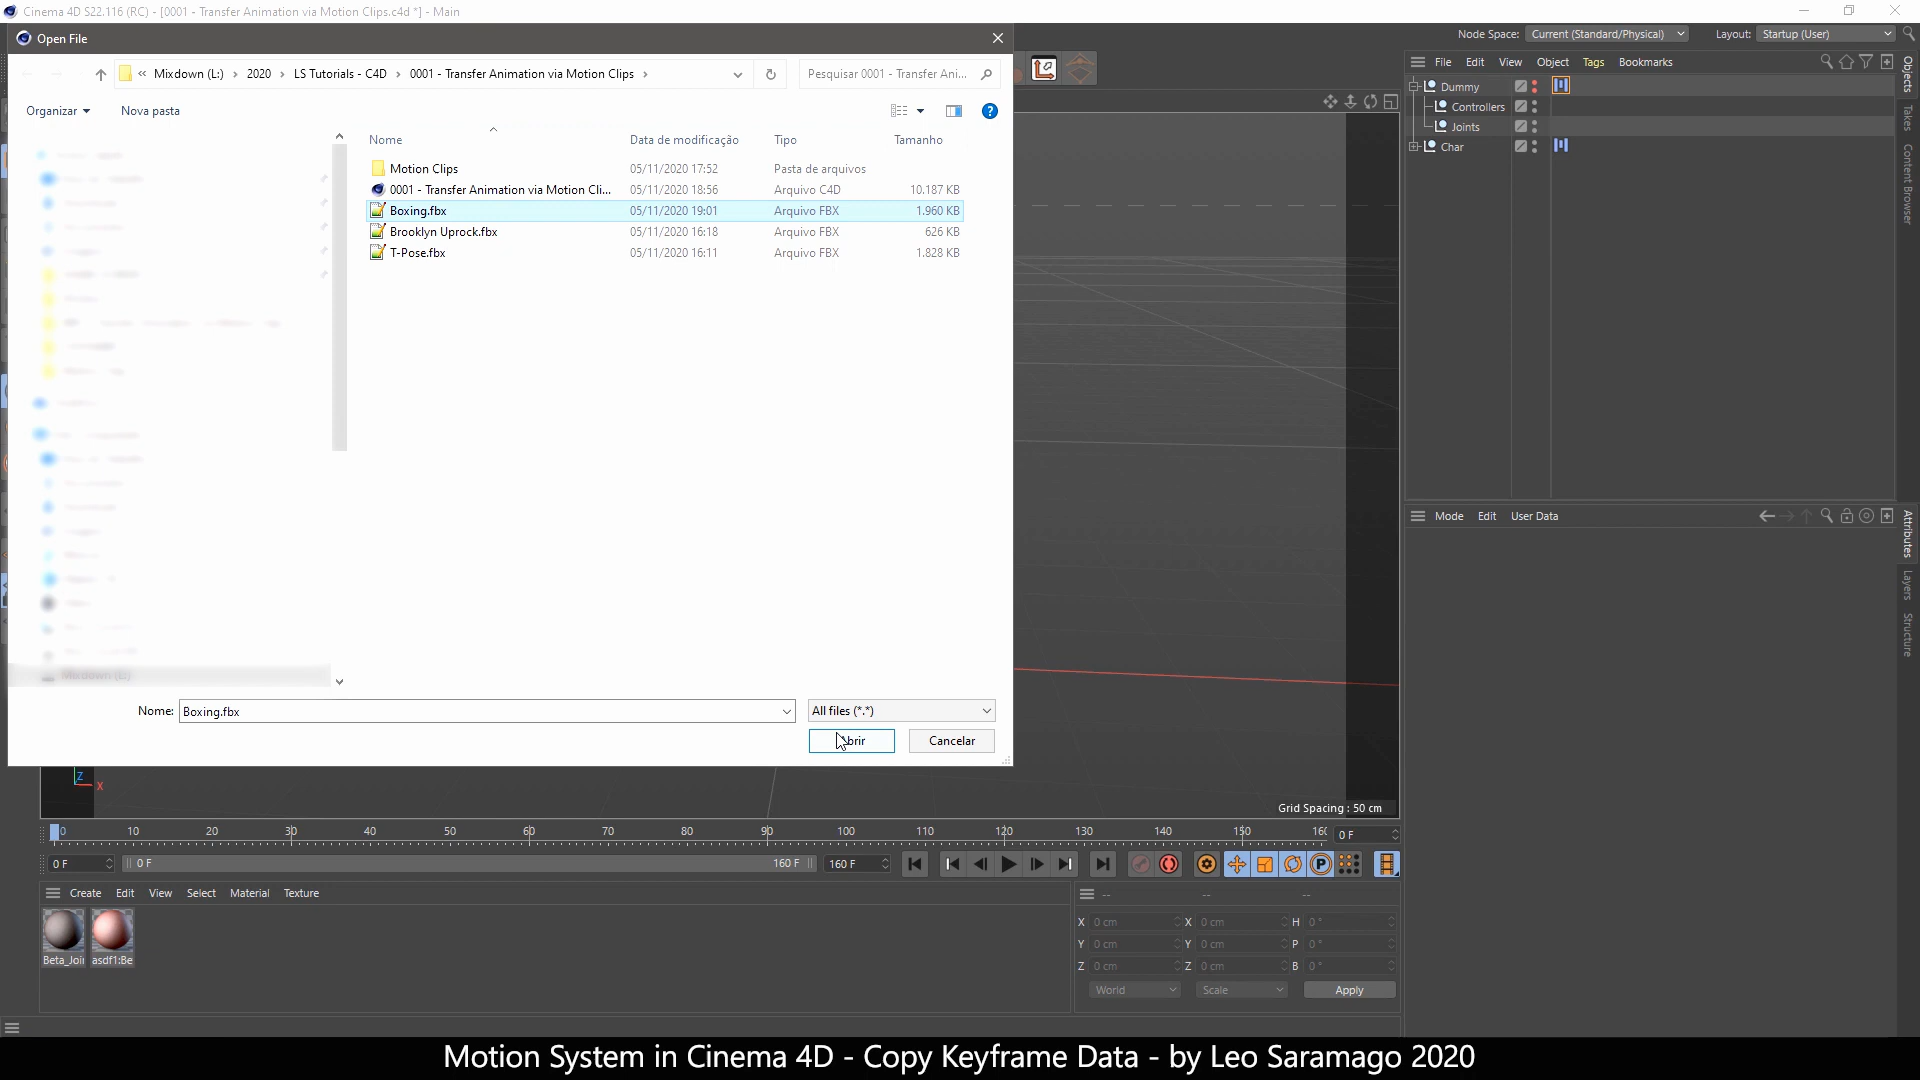 Cinema 4D S22.116 (RC) - [0001 - Transfer Animation via Motion Clips.c4d *] - Main
Open File
Node Space: Current (Standard/Physical) Layout: Startup (User)
« Mixdown (L:) › 2020 › LS Tutorials - C4D › 0001 - Transfer Animation via Motion Clips ›
Pesquisar 0001 - Transfer Ani...
File Edit View Object Tags Bookmarks
Organizar Nova pasta
Nome Data de modificação Tipo Tamanho
Motion Clips 05/11/2020 17:52 Pasta de arquivos
0001 - Transfer Animation via Motion Cli... 05/11/2020 18:56 Arquivo C4D 10.187 KB
Boxing.fbx 05/11/2020 19:01 Arquivo FBX 1.960 KB
Brooklyn Uprock.fbx 05/11/2020 16:18 Arquivo FBX 626 KB
T-Pose.fbx 05/11/2020 16:11 Arquivo FBX 1.828 KB
Dummy
Controllers
Joints
Char
Objects
Takes
Content Browser
Mode Edit User Data
Attributes
Layers
Structure
Mixdown (L:)
Nome: Boxing.fbx All files (*.*)
Abrir Cancelar
Z
X
Grid Spacing : 50 cm
0 10 20 30 40 50 60 70 80 90 100 110 120 130 140 150 160 0 F
0 F 0 F 160 F 160 F
Create Edit View Select Material Texture
-- -- --
X 0 cm X 0 cm H 0 °
Y 0 cm Y 0 cm P 0 °
Z 0 cm Z 0 cm B 0 °
World Scale Apply
Beta_Joi asdf1:Be
Motion System in Cinema 4D - Copy Keyframe Data - by Leo Saramago 2020